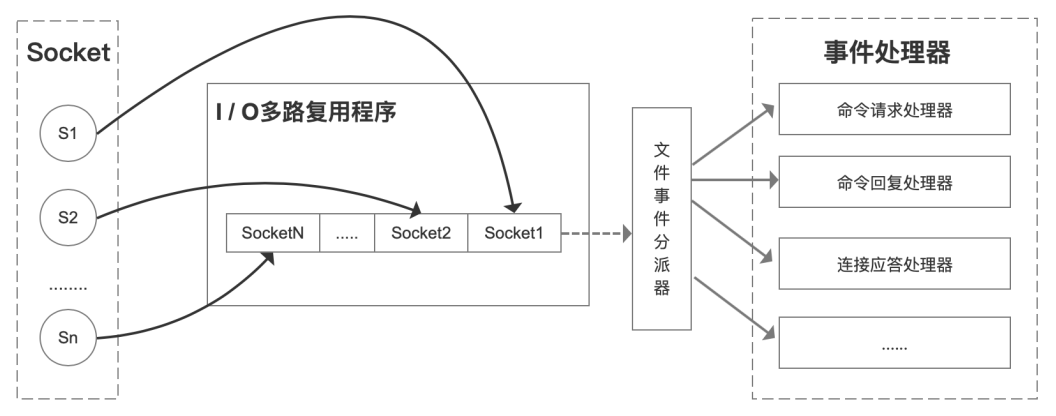 Socket
S1
S2
........
Sn
I / O多路复用程序
SocketN
.....
Socket2
Socket1
文件事件分派器
事件处理器
命令请求处理器
命令回复处理器
连接应答处理器
......